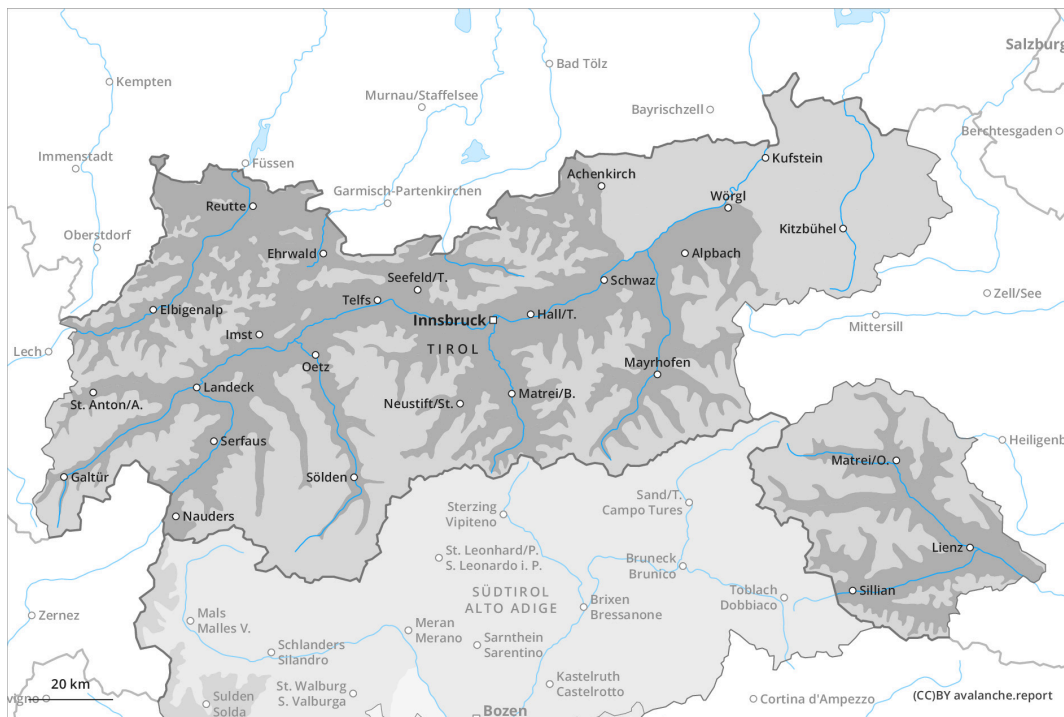 Salzburg
Kempten
Bad Tölz
Murnau/Staffelsee
Bayrischzell
Berchtesgaden
Immenstadt
Füssen
Kufstein
Achenkirch
Garmisch-Partenkirchen
Reutte
Wörgl
Oberstdorf
Kitzbühel
Ehrwald
Alpbach
Seefeld/T.
Schwaz
Zell/See
Telfs
Elbigenalp
Innsbruck
Hall/T.
Mittersill
Imst
TIROL
Lech
Oetz
Mayrhofen
Landeck
St. Anton/A.
Neustift/St.
Matrei/B.
Serfaus
Heiligenb
Matrei/O.
Galtür
Sölden
Sand/T.
Campo Tures
Sterzing
Vipiteno
Nauders
Lienz
St. Leonhard/P.
S. Leonardo i. P.
Bruneck
Brunico
SÜDTIROL
ALTO ADIGE
Sillian
Toblach
Dobbiaco
Brixen
Bressanone
Zernez
Mals
Malles V.
Meran
Merano
Schlanders
Silandro
Sarnthein
Sarentino
Kastelruth
Castelrotto
20 km
St. Walburg
S. Valburga
vigno
Sulden
Solda
Cortina d'Ampezzo
(CC)BY avalanche.report
Bozen